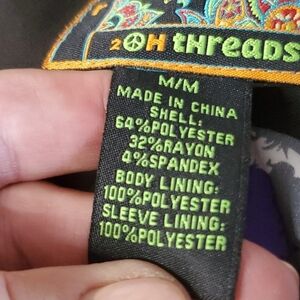 2☮H tHreads
M/M
MADE IN CHINA
SHELL:
64%POLYESTER
32%RAYON
4%SPANDEX
BODY LINING:
100%POLYESTER
SLEEVE LINING:
100%POLYESTER